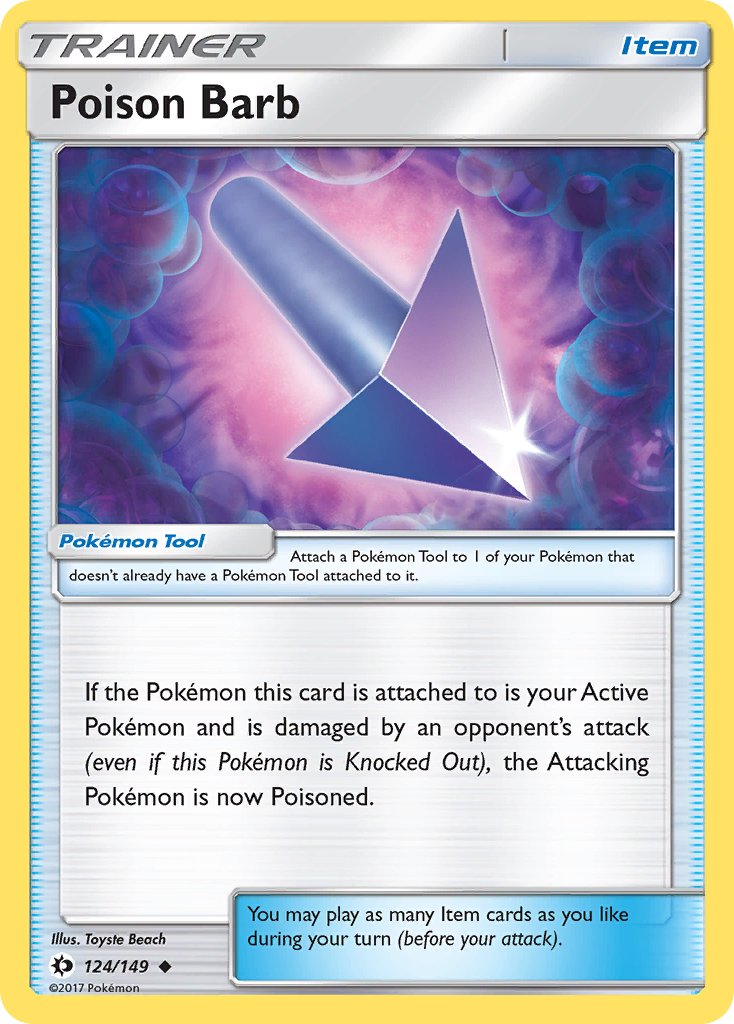 TRAINER
Item
Poison Barb
Pokémon Tool
Attach a Pokémon Tool to 1 of your Pokémon that
doesn't already have a Pokémon Tool attached to it.
If the Pokémon this card is attached to is your Active
Pokémon and is damaged by an opponent's attack
(even if this Pokémon is Knocked Out), the Attacking
Pokémon is now Poisoned.
You may play as many Item cards as you like
during your turn (before your attack).
Illus. Toyste Beach
124/149
©2017 Pokémon